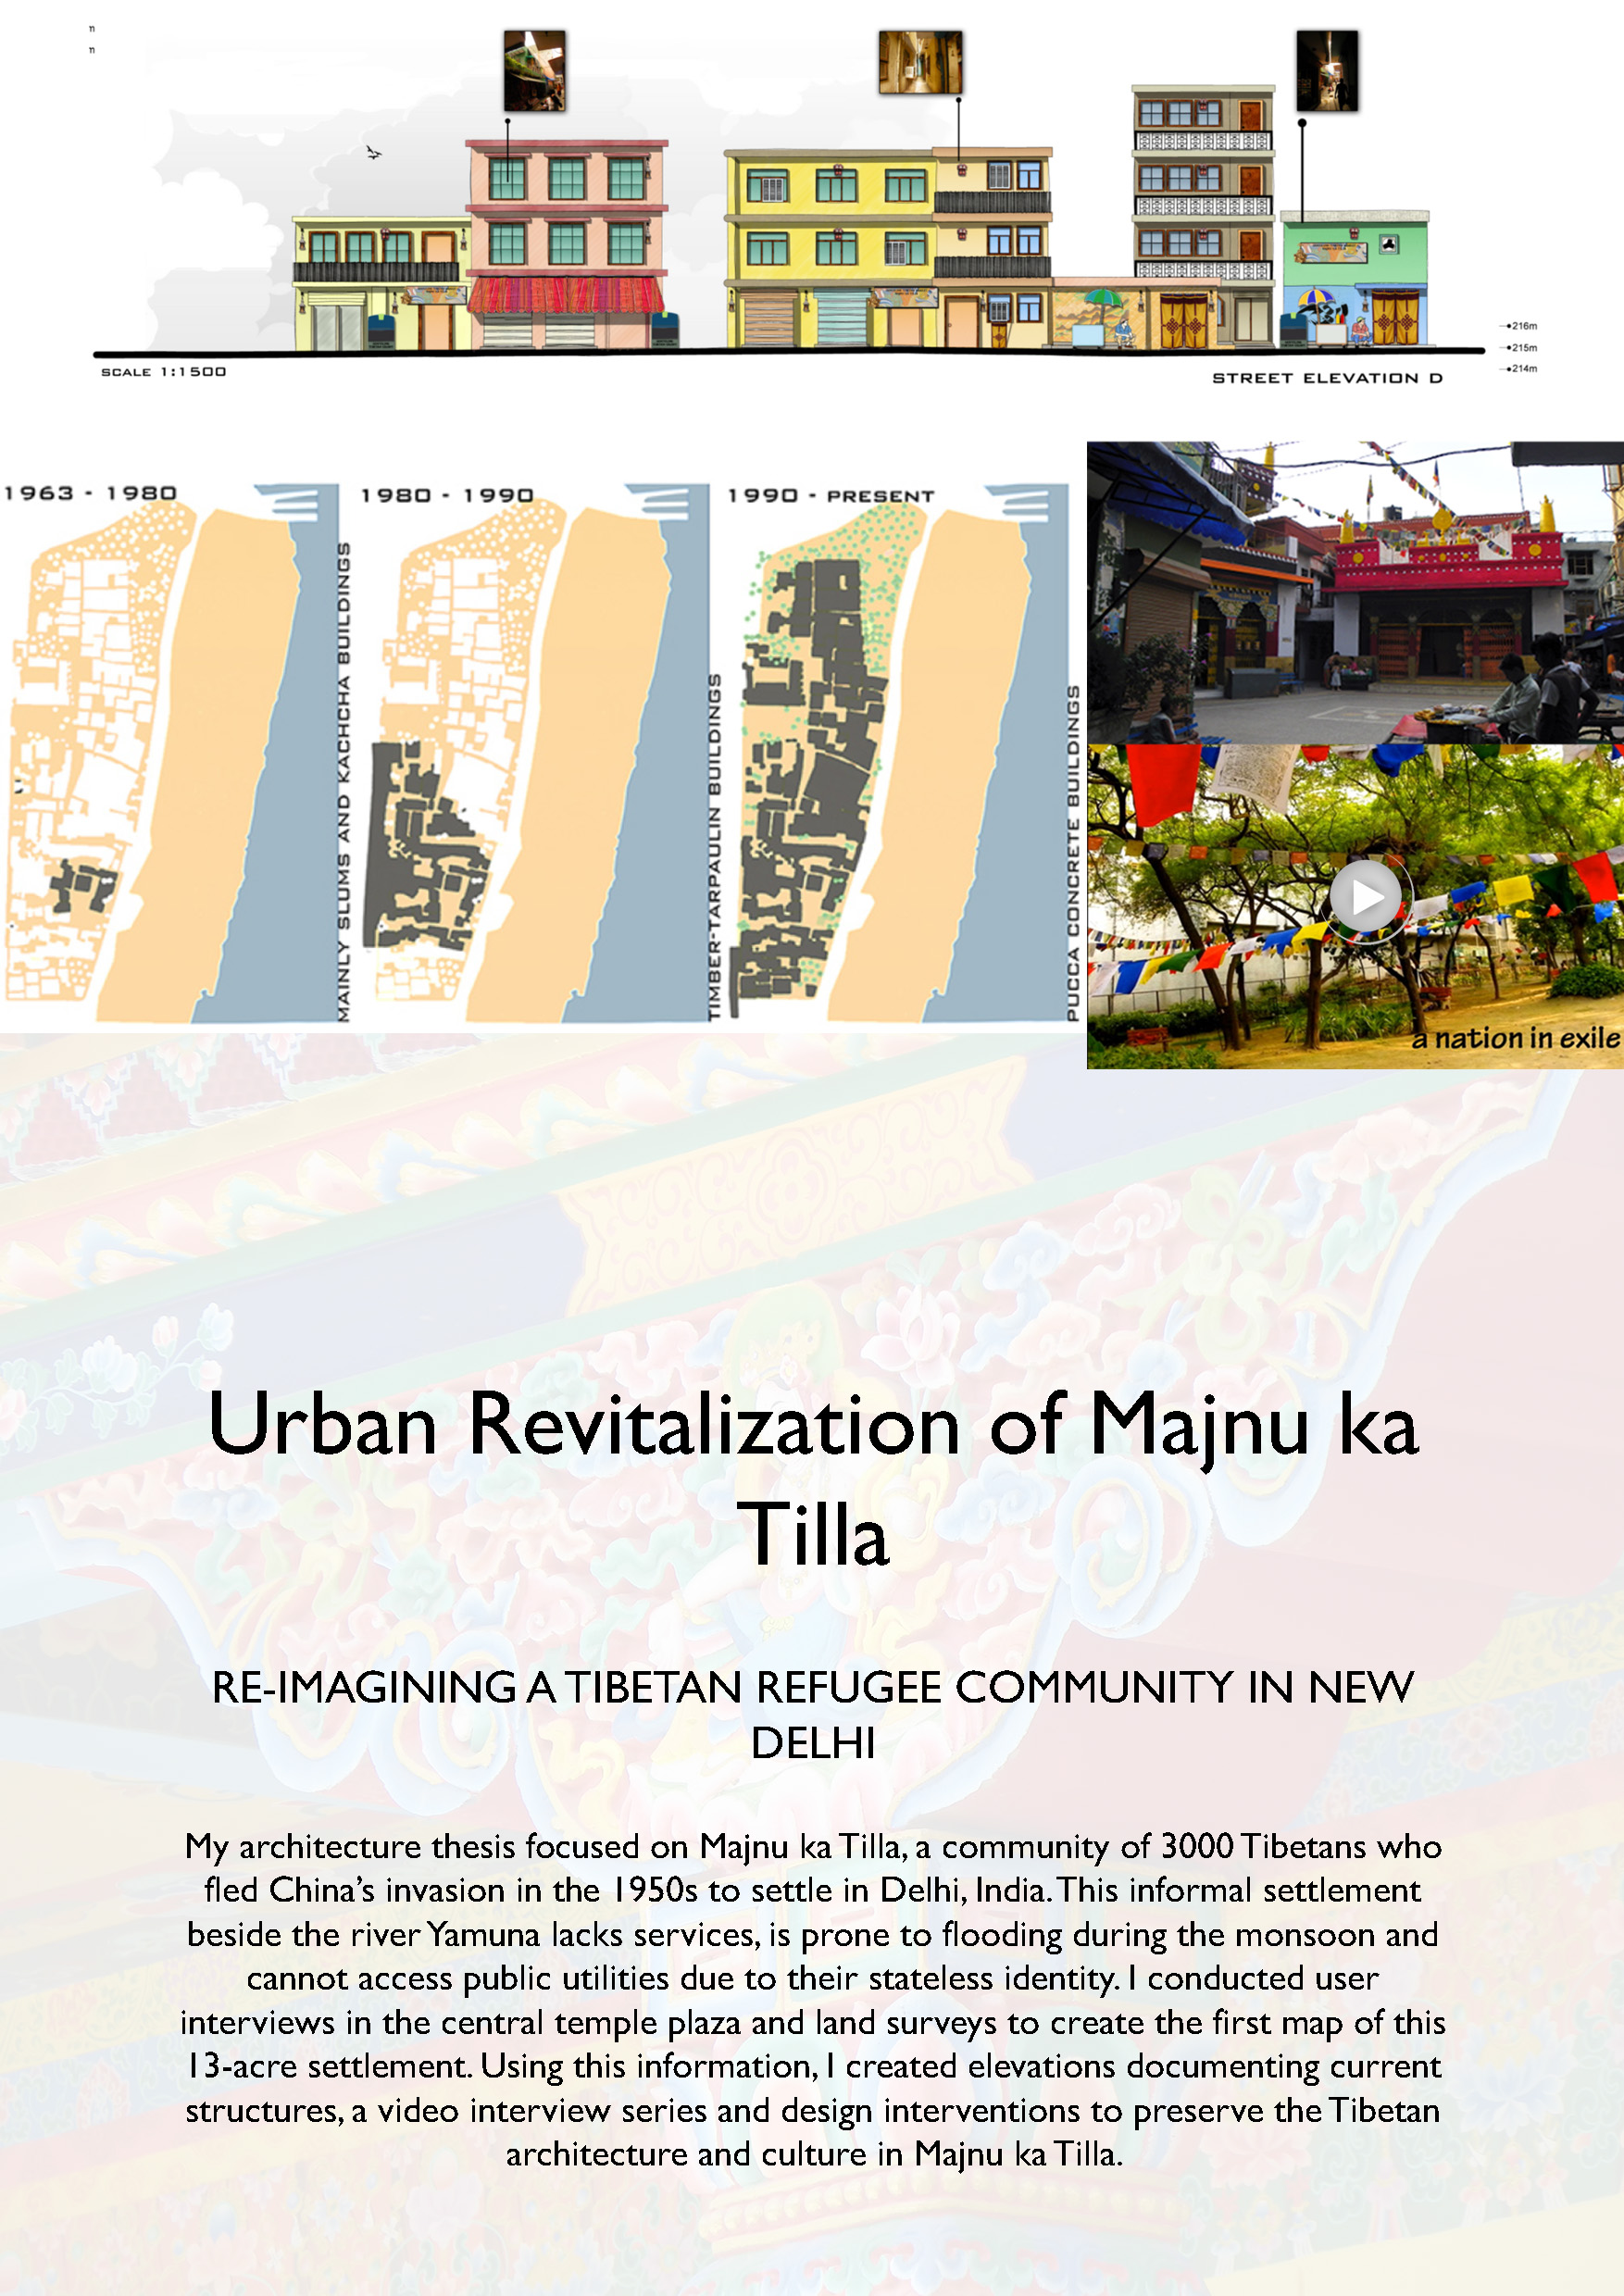 SCALE 1:1500
STREET ELEVATION D
216m
215m
214m
1963 - 1980
MAINLY SLUMS AND KACHCHA BUILDINGS
1980 - 1990
TIMBER-TARPAULIN BUILDINGS
1990 - PRESENT
PUCCA CONCRETE BUILDINGS
a nation in exile
Urban Revitalization of Majnu ka
Tilla
RE-IMAGINING A TIBETAN REFUGEE COMMUNITY IN NEW
DELHI
My architecture thesis focused on Majnu ka Tilla, a community of 3000 Tibetans who
fled China’s invasion in the 1950s to settle in Delhi, India. This informal settlement
beside the river Yamuna lacks services, is prone to flooding during the monsoon and
cannot access public utilities due to their stateless identity. I conducted user
interviews in the central temple plaza and land surveys to create the first map of this
13-acre settlement. Using this information, I created elevations documenting current
structures, a video interview series and design interventions to preserve the Tibetan
architecture and culture in Majnu ka Tilla.